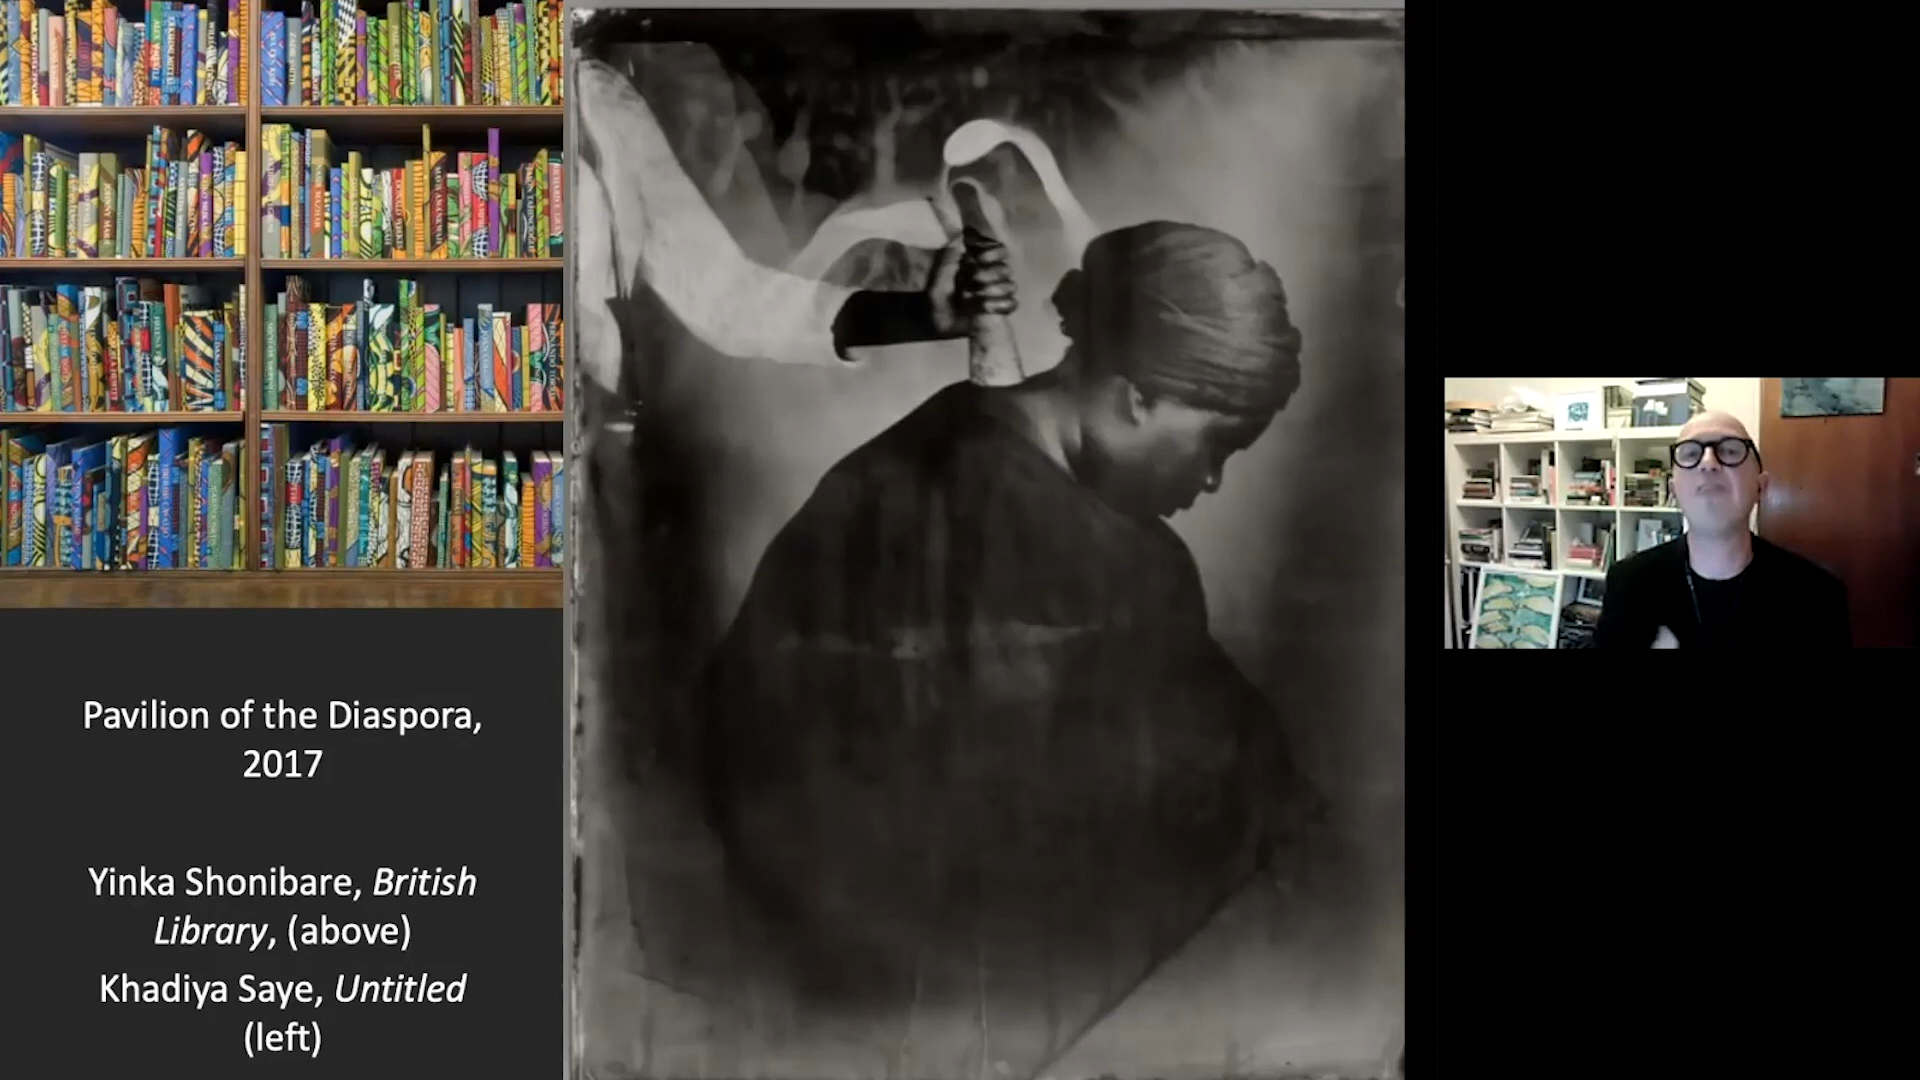 Pavilion of the Diaspora,
2017
Yinka Shonibare, British
Library, (above)
Khadiya Saye, Untitled
(left)